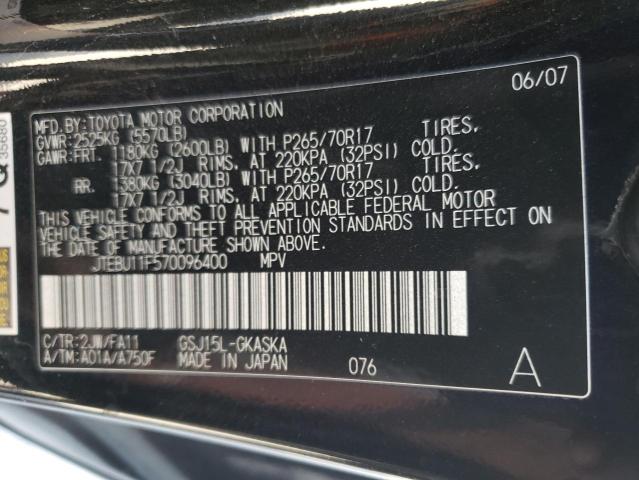 06/07
MFD.BY:TOYOTA MOTOR CORPORATION
GVWR:2525KG (5570LB)
GAWR:FRT. 1180KG (2600LB) WITH P265/70R17 TIRES,
17X7 1/2J RIMS, AT 220KPA (32PSI) COLD.
RR. 1380KG (3040LB) WITH P265/70R17 TIRES,
17X7 1/2J RIMS, AT 220KPA (32PSI) COLD.
THIS VEHICLE CONFORMS TO ALL APPLICABLE FEDERAL MOTOR
VEHICLE SAFETY AND THEFT PREVENTION STANDARDS IN EFFECT ON
THE DATE OF MANUFACTURE SHOWN ABOVE.
JTEBU11F570096400 MPV
C/TR:2JW/FA11 GSJ15L-GKASKA
A/TM:A01A/A750F MADE IN JAPAN 076 A
35680